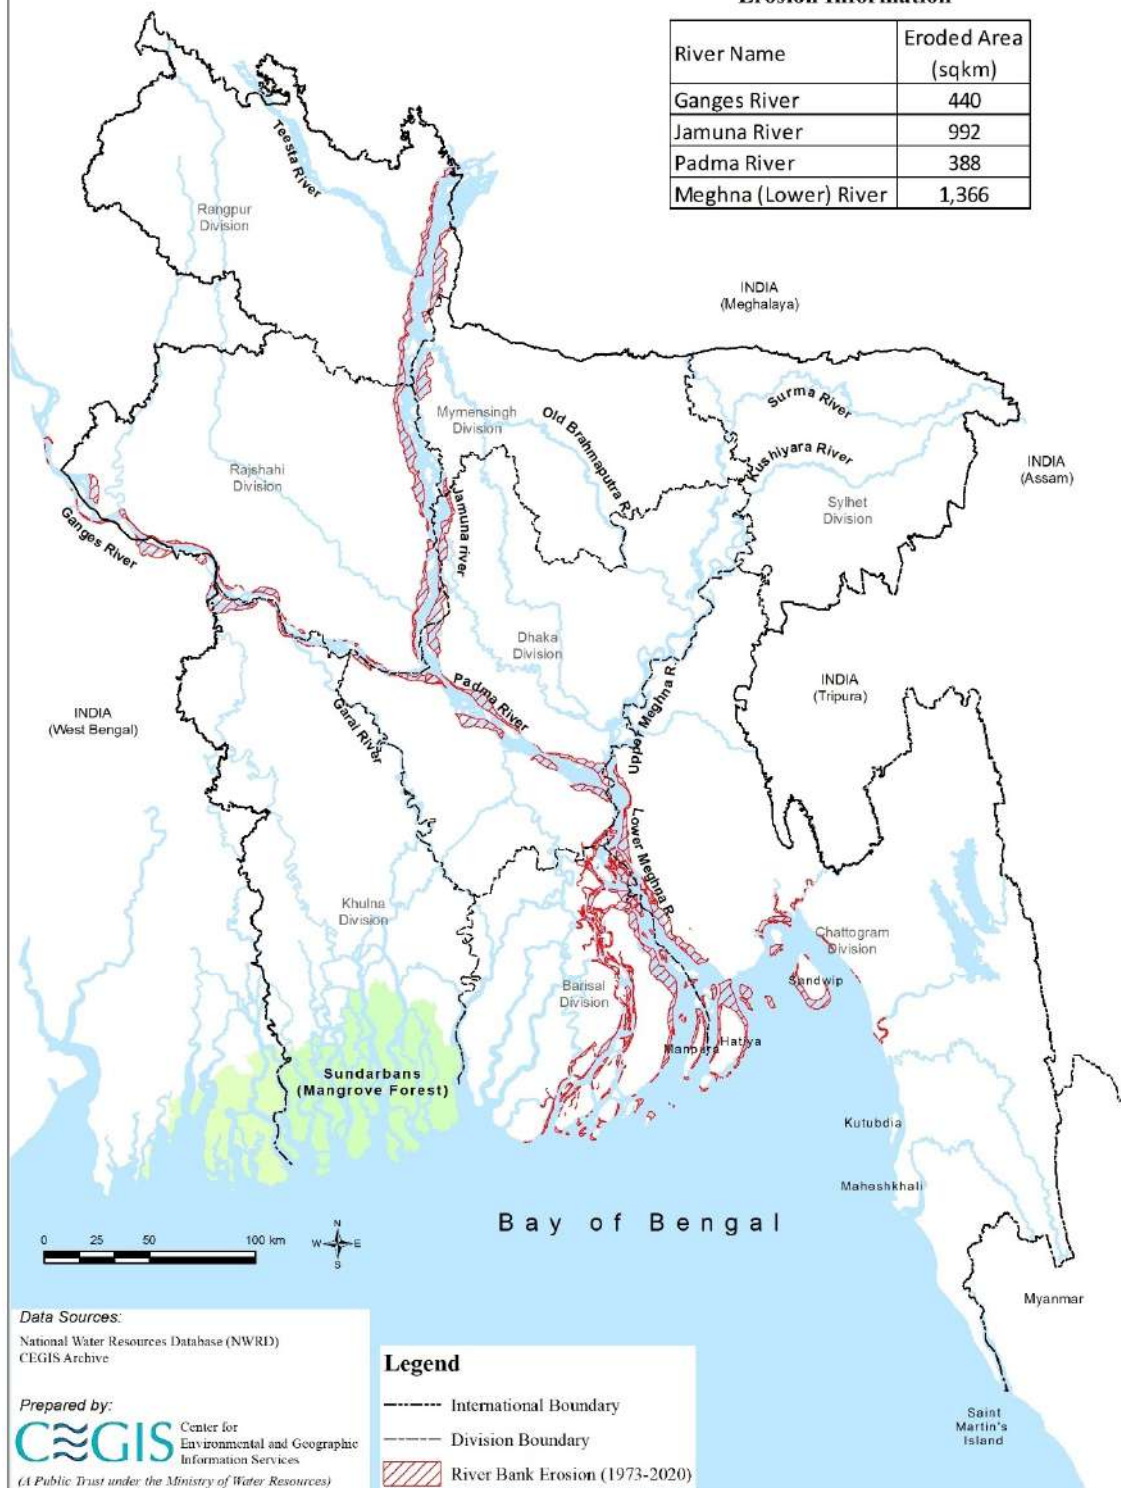 Erosion Information
River Name
Eroded Area
(sqkm)
Ganges River 440
Jamuna River 992
Padma River 388
Meghna (Lower) River 1,366
Teesta River
Rangpur
Division
INDIA
(Meghalaya)
Mymensingh
Division
Old Brahmaputra R.
Surma River
Kushiyara River
INDIA
(Assam)
Rajshahi
Division
Jamuna river
Sylhet
Division
Ganges River
Dhaka
Division
Padma River
Upper Meghna R.
INDIA
(Tripura)
INDIA
(West Bengal)
Garai River
Lower Meghna R.
Khulna
Division
Chattogram
Division
Barisal
Division
Sandwip
Manpura
Hatiya
Sundarbans
(Mangrove Forest)
Kutubdia
Maheshkhali
Bay of Bengal
0 25 50 100 km
N
W E
S
Myanmar
Saint
Martin's
Island
Data Sources:
National Water Resources Database (NWRD)
CEGIS Archive
Prepared by:
CEGIS
Center for
Environmental and Geographic
Information Services
(A Public Trust under the Ministry of Water Resources)
Legend
International Boundary
Division Boundary
River Bank Erosion (1973-2020)